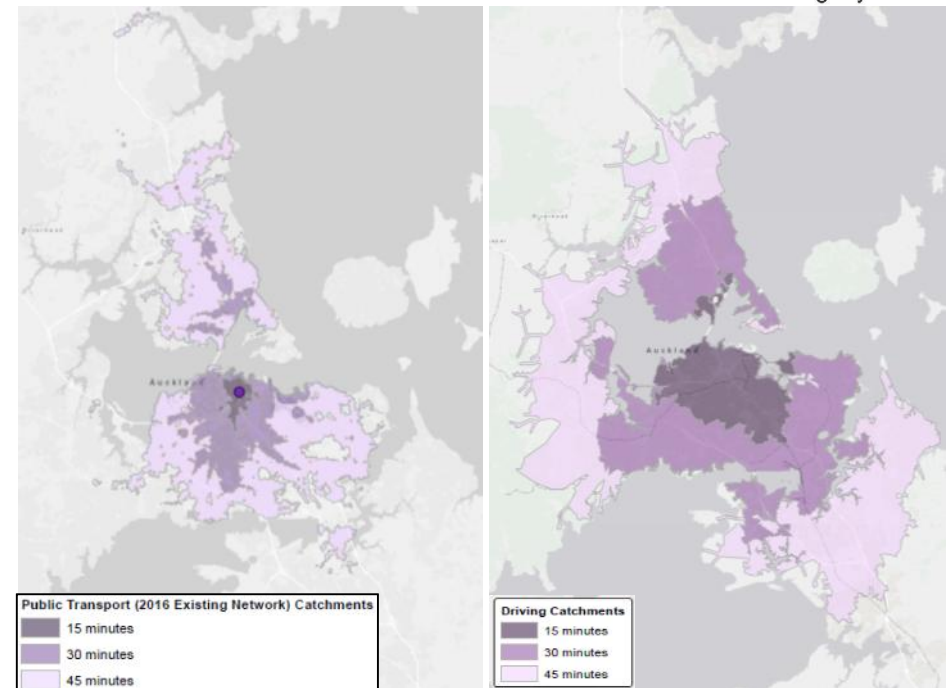 Auckland
Public Transport (2016 Existing Network) Catchments
15 minutes
30 minutes
45 minutes
Auckland
Driving Catchments
15 minutes
30 minutes
45 minutes